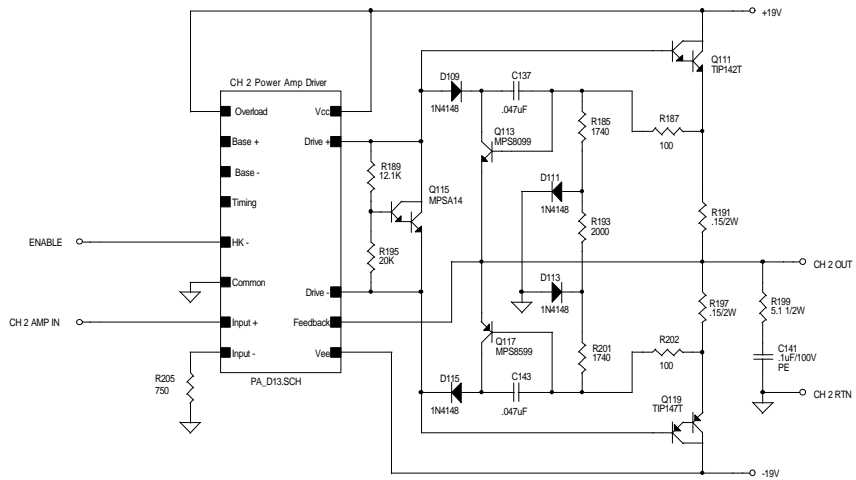 +19V
Q111
TIP142T
CH 2 Power Amp Driver
D109
1N4148
C137
.047uF
Overload
Vcc
Base +
Drive +
Q113
MPS8099
R185
1740
R187
100
Base -
R189
12.1K
Q115
MPSA14
D111
1N4148
Timing
R193
2000
R191
.15/2W
ENABLE
HK -
R195
20K
CH 2 OUT
Common
Drive -
D113
1N4148
R197
.15/2W
R199
5.1 1/2W
CH 2 AMP IN
Input +
Feedback
Q117
MPS8599
R201
1740
R202
100
Input -
Vee
C141
.1uF/100V
PE
R205
750
PA_D13.SCH
D115
1N4148
C143
.047uF
Q119
TIP147T
CH 2 RTN
-19V